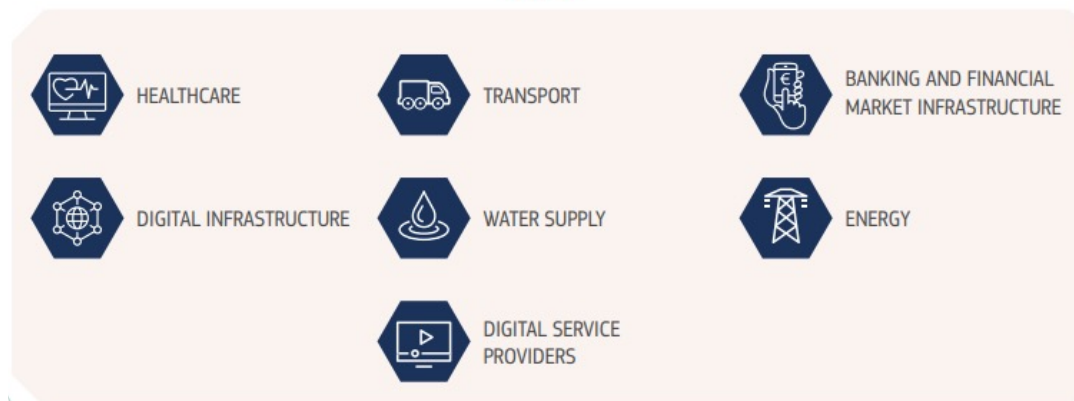 HEALTHCARE
TRANSPORT
BANKING AND FINANCIAL
MARKET INFRASTRUCTURE
DIGITAL INFRASTRUCTURE
WATER SUPPLY
ENERGY
DIGITAL SERVICE
PROVIDERS
€